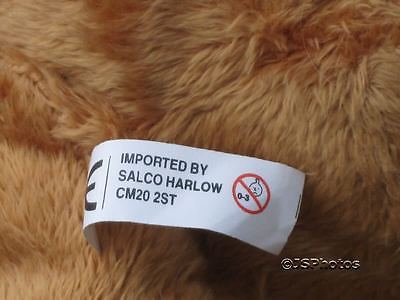 IMPORTED BY
SALCO HARLOW
CM20 2ST
0-3
©JSPhotos